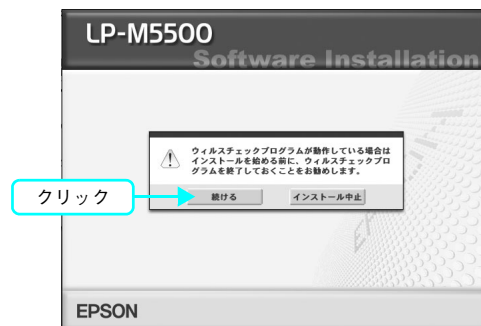 LP-M5500
Software Installation
ウィルスチェックプログラムが動作している場合は
インストールを始める前に、ウィルスチェックプロ
グラムを終了しておくことをお勧めします。
クリック
続ける インストール中止
EPSON